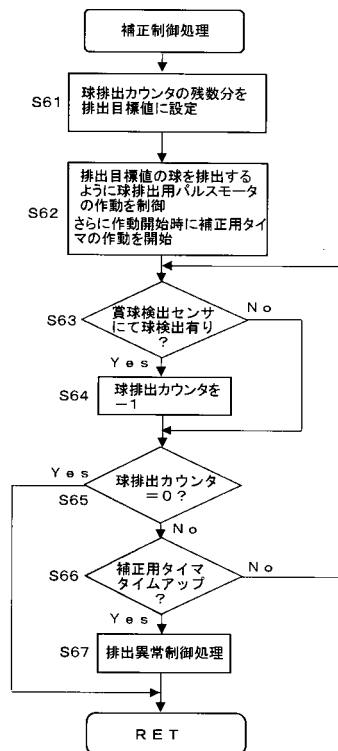 補正制御処理
S61
球排出カウンタの残数分を
排出目標値に設定
S62
排出目標値の球を排出する
ように球排出用パルスモータ
の作動を制御
さらに作動開始時に補正用タイ
マの作動を開始
S63
賞球検出センサ
にて球検出有り
?
No
Yes
S64
球排出カウンタを
-1
Yes
S65
球排出カウンタ
=0?
No
S66
補正用タイマ
タイムアップ
?
No
Yes
S67
排出異常制御処理
RET